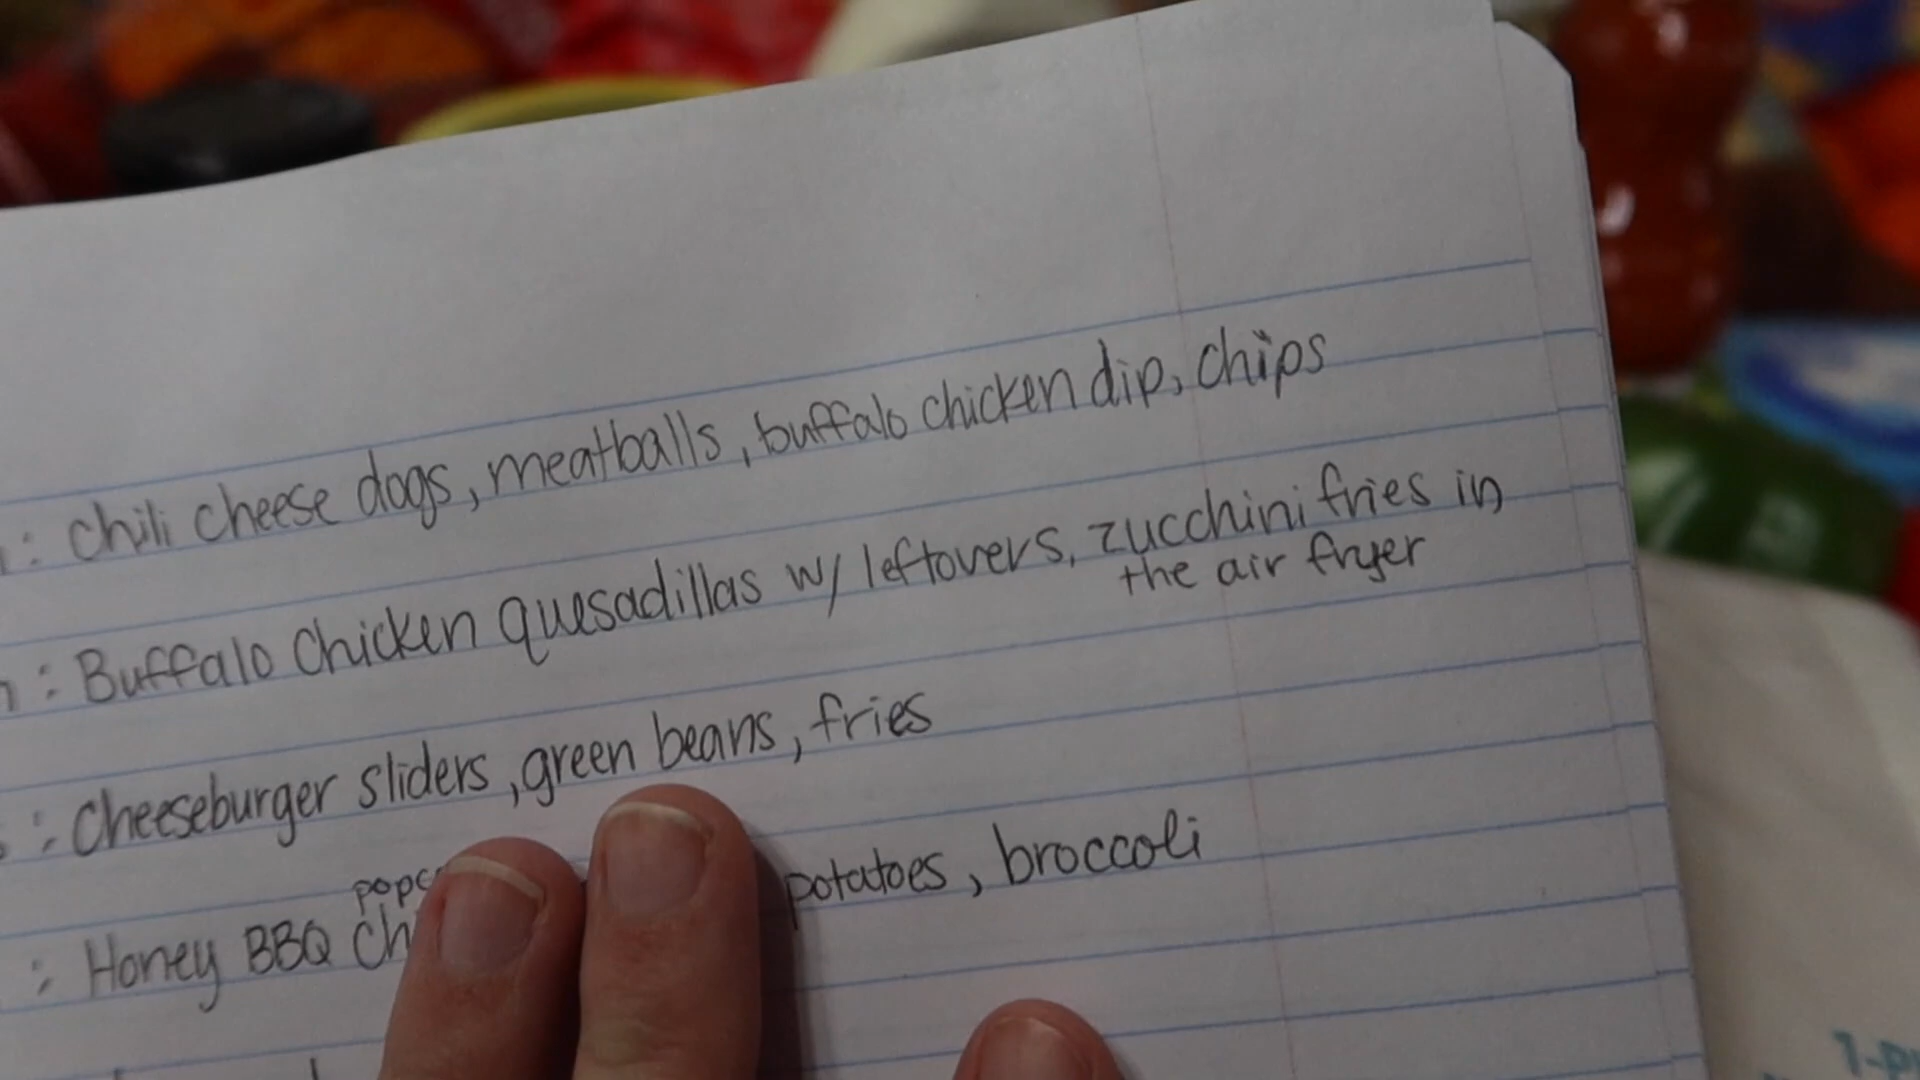 : Chili cheese dogs, meatballs, buffalo chicken dip, chips
: Buffalo Chicken quesadillas w/ leftovers, zucchini fries in
the air fryer
: Cheeseburger sliders, green beans, fries
: Honey BBQ potatoes, broccoli